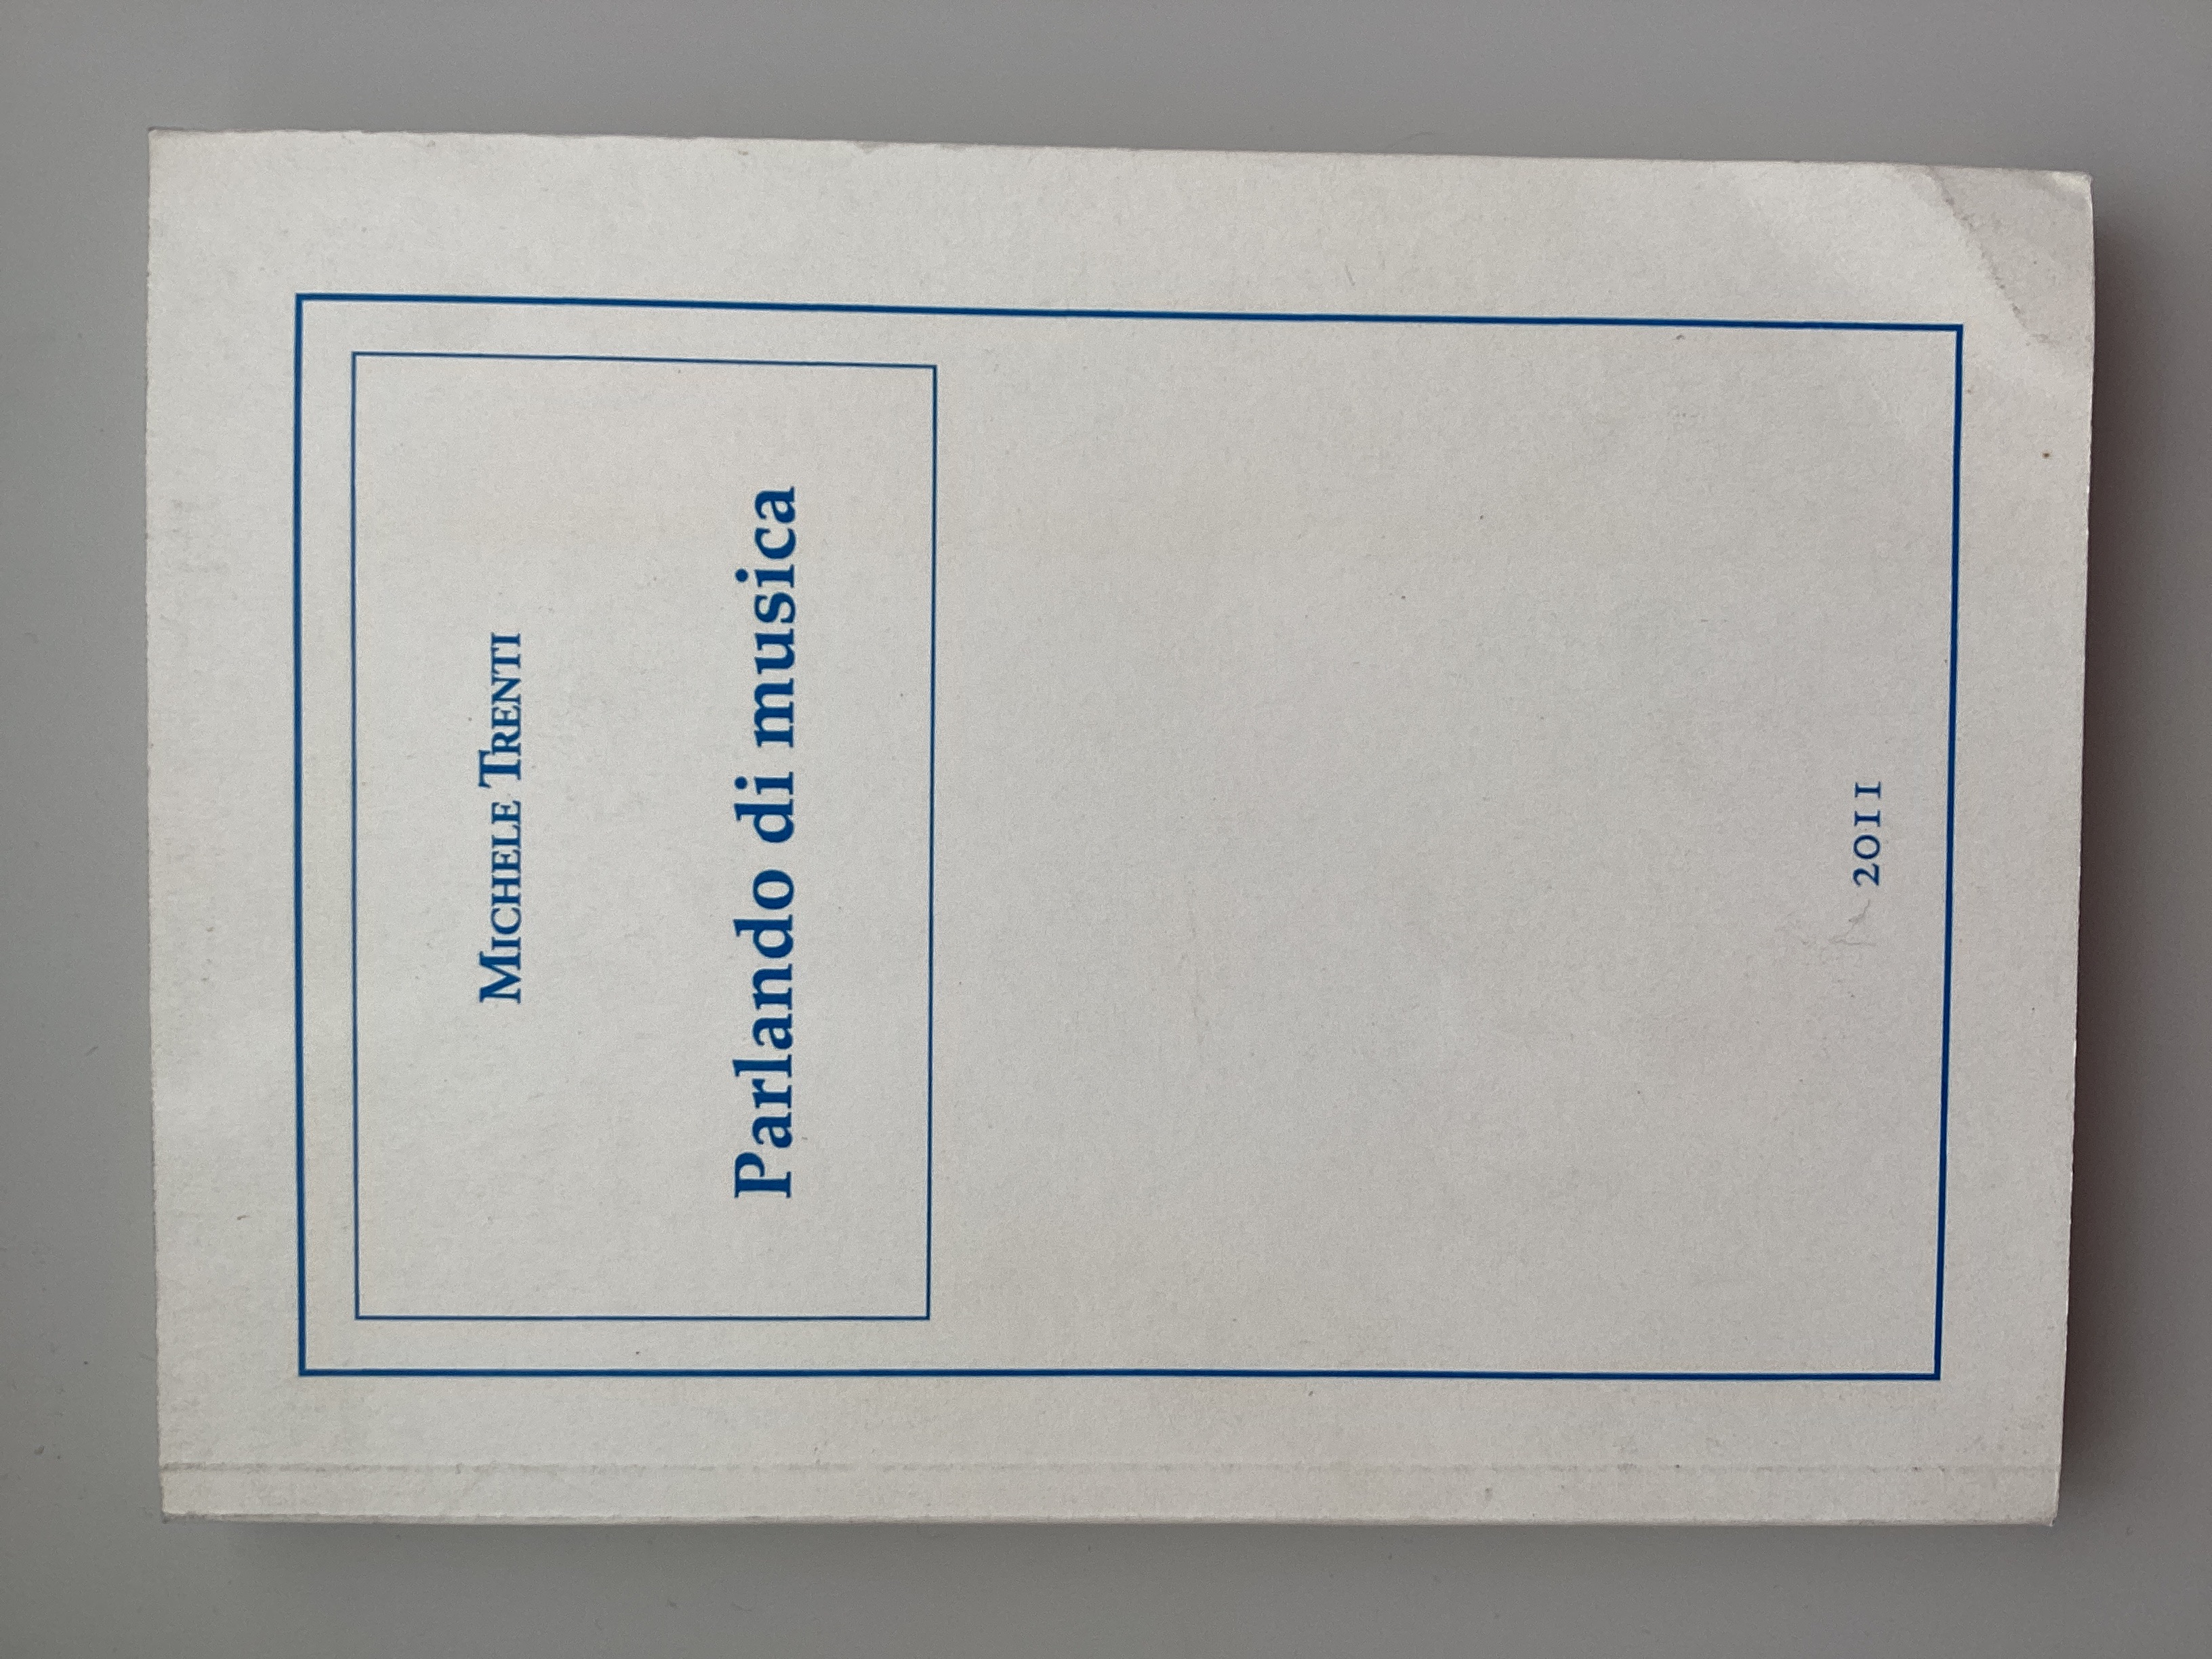 Michele Trenti
Parlando di musica
2011